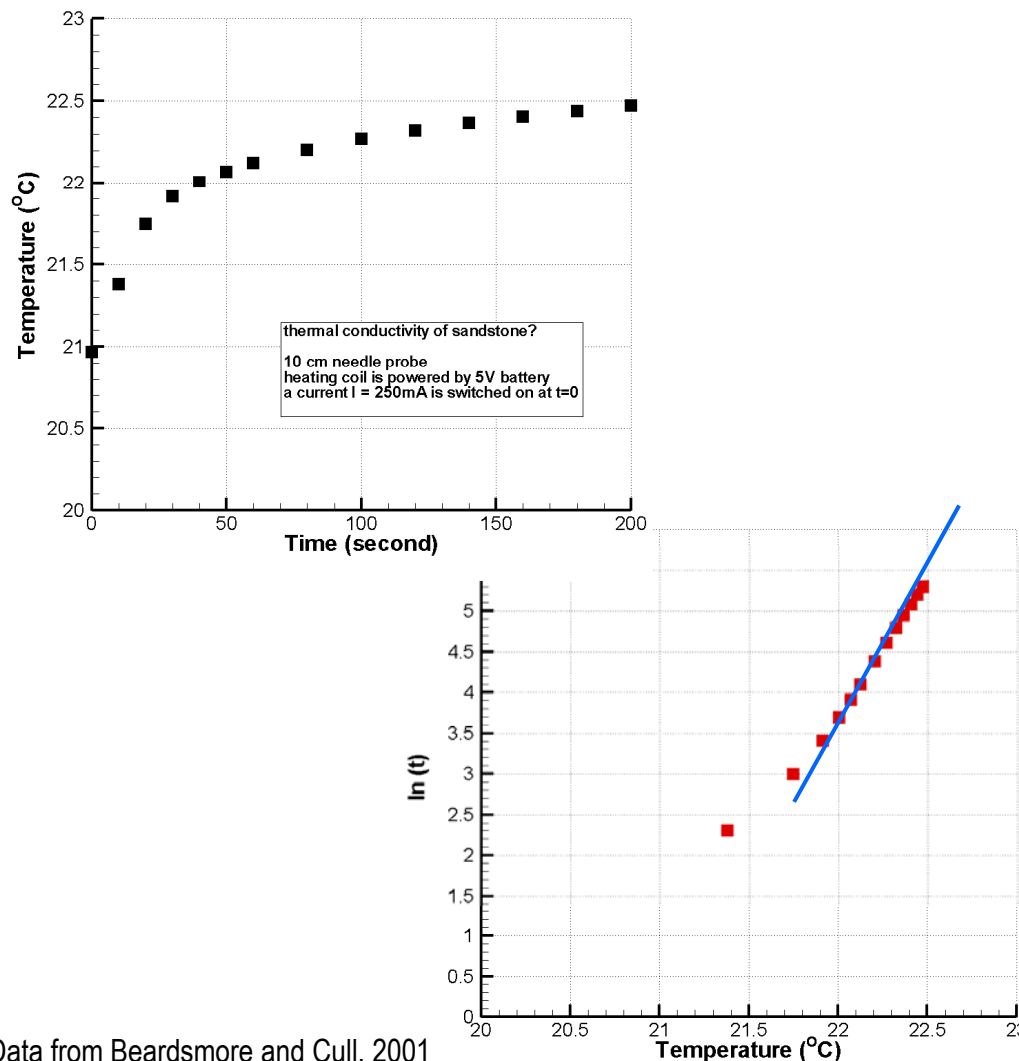 23
22.5
22
21.5
21
20.5
20
Temperature (°C)
thermal conductivity of sandstone?
10 cm needle probe
heating coil is powered by 5V battery
a current I = 250mA is switched on at t=0
0 50 100 150 200
Time (second)
5
4.5
4
3.5
3
2.5
2
1.5
1
0.5
0
ln (t)
20 20.5 21 21.5 22 22.5 23
Temperature (°C)
Data from Beardsmore and Cull, 2001